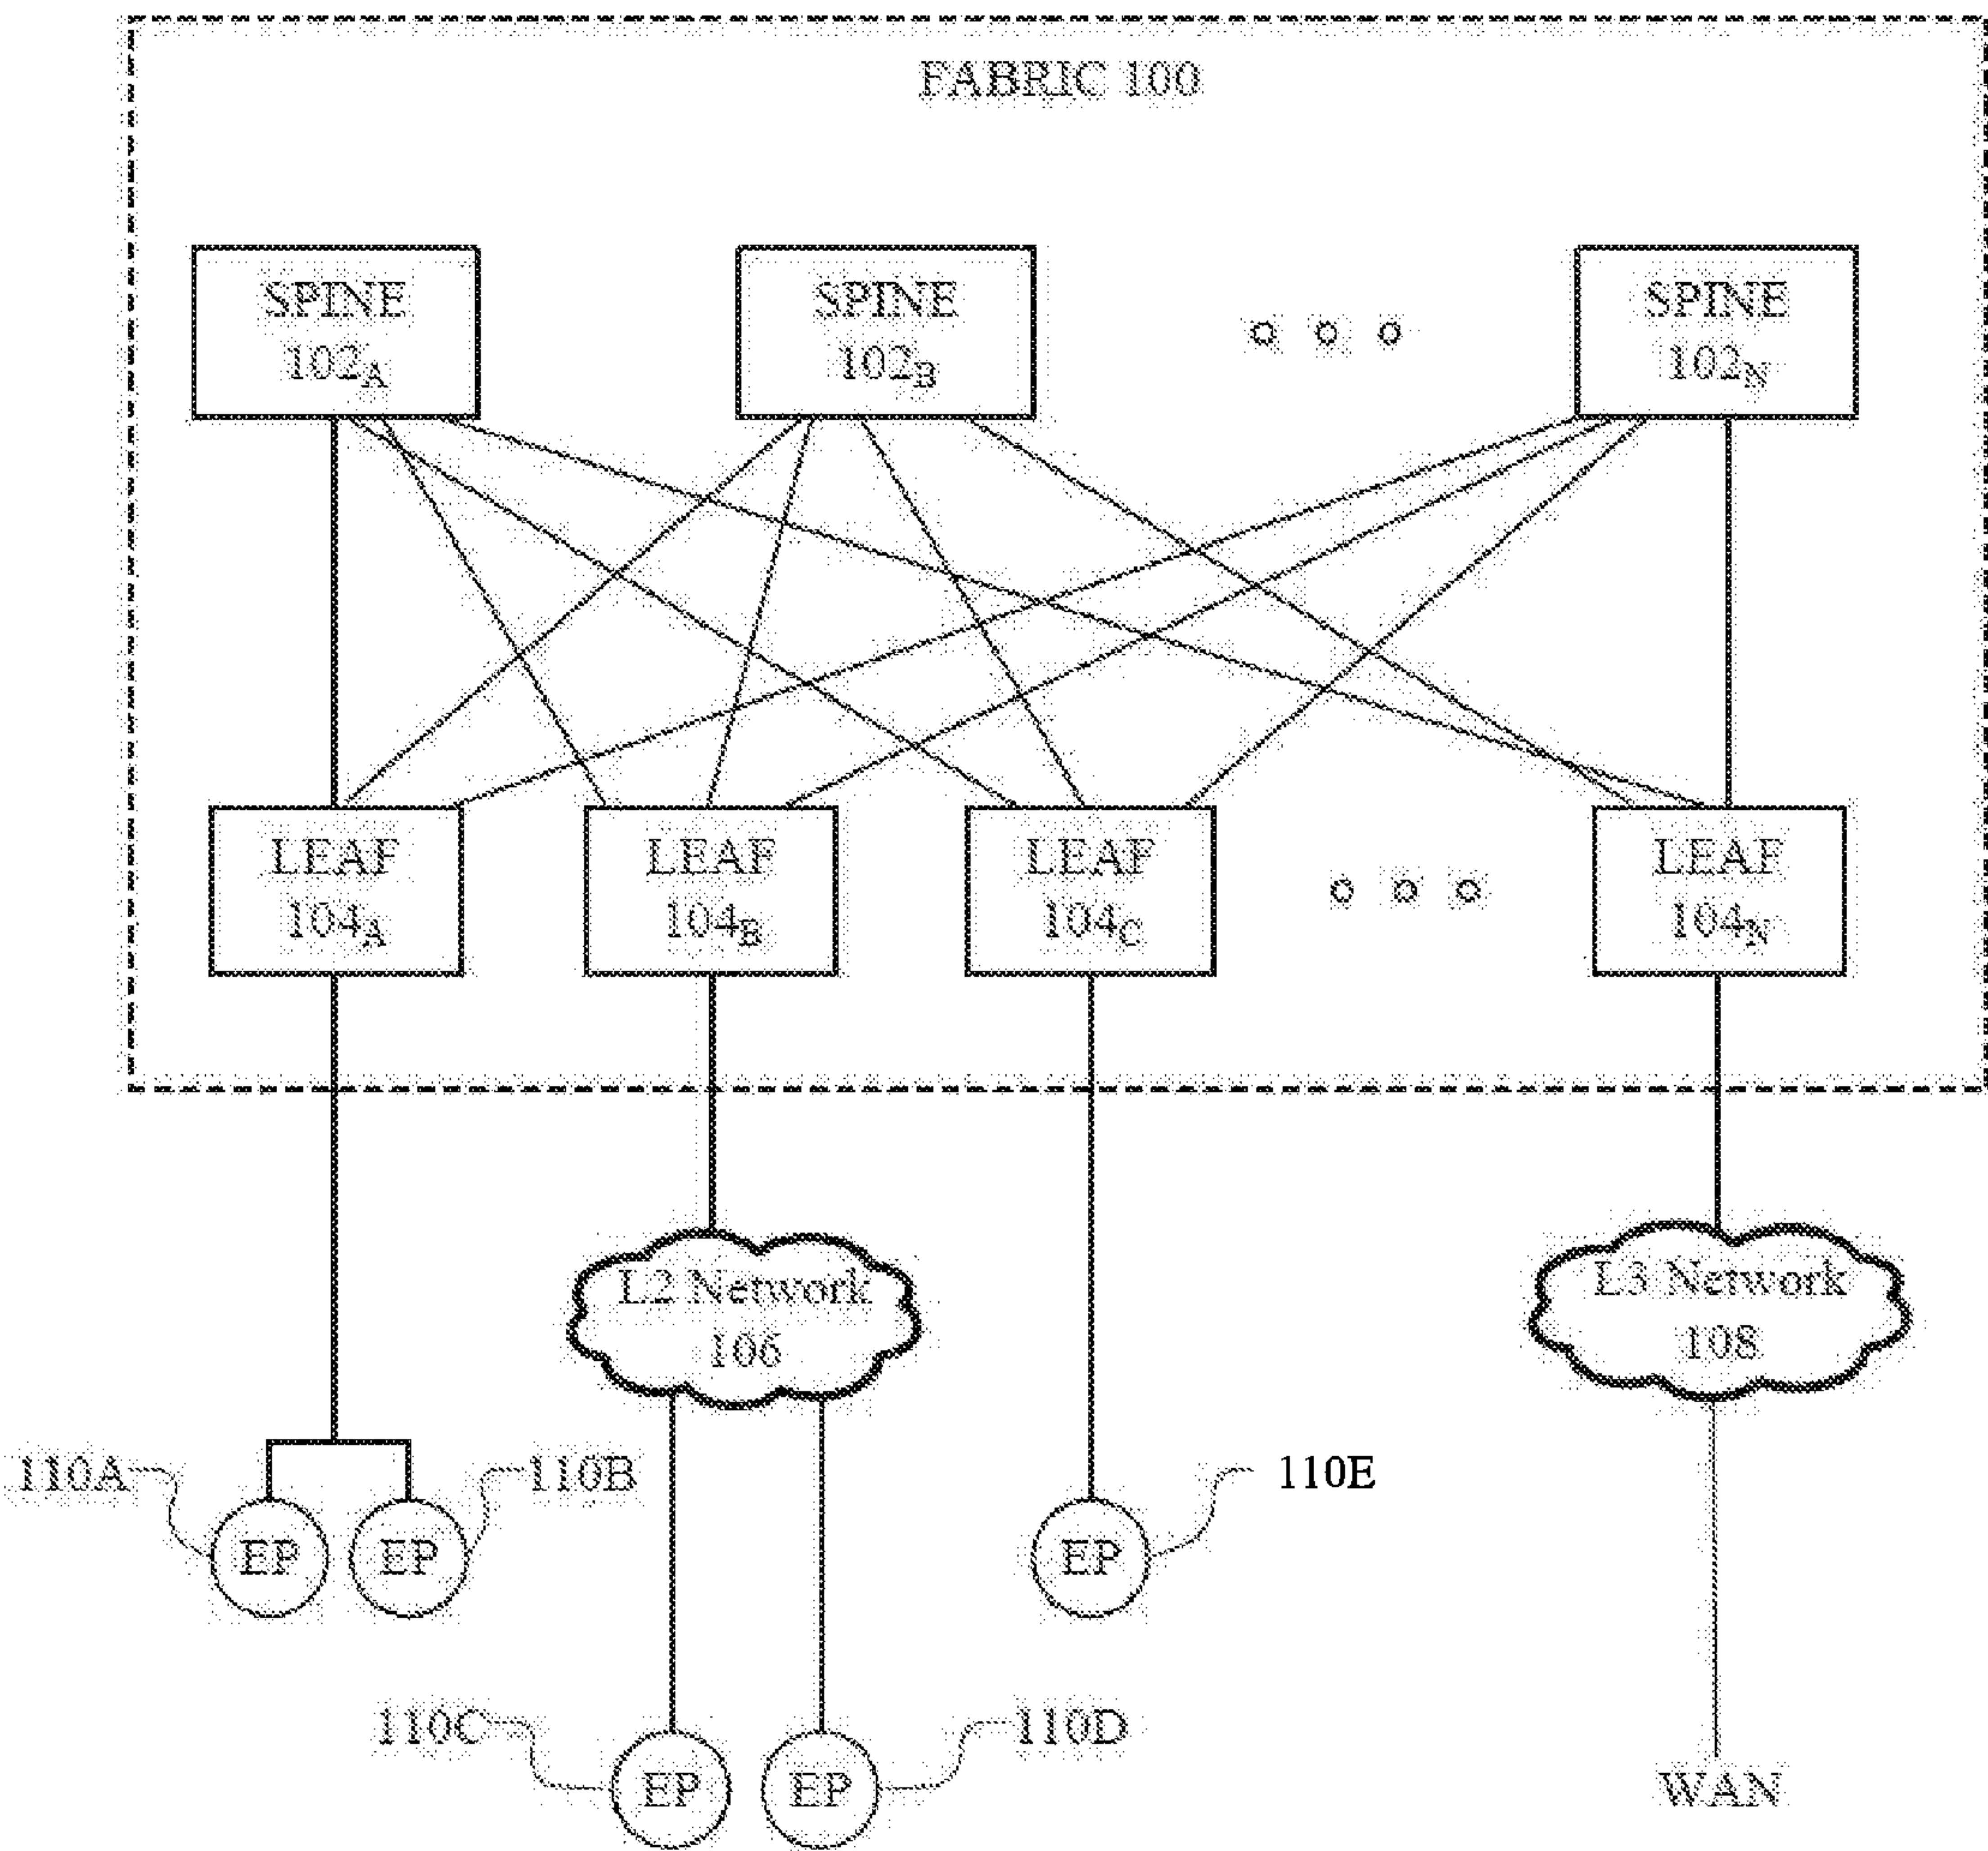 FABRIC 100
SPINE
102A
SPINE
102B
SPINE
102N
LEAF
104A
LEAF
104B
LEAF
104C
LEAF
104N
L2 Network
106
L3 Network
108
110A
110B
110E
EP
EP
EP
110C
110D
EP
EP
WAN